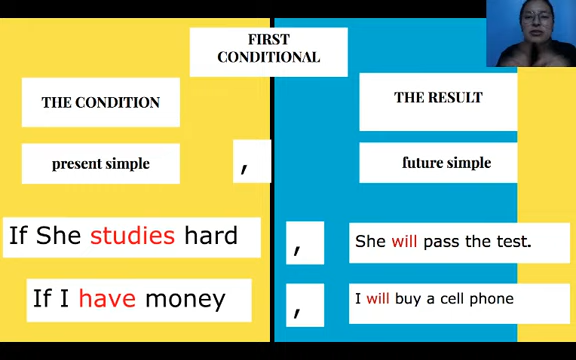 FIRST
CONDITIONAL
THE CONDITION
THE RESULT
present simple
,
future simple
If She studies hard
,
She will pass the test.
If I have money
,
I will buy a cell phone